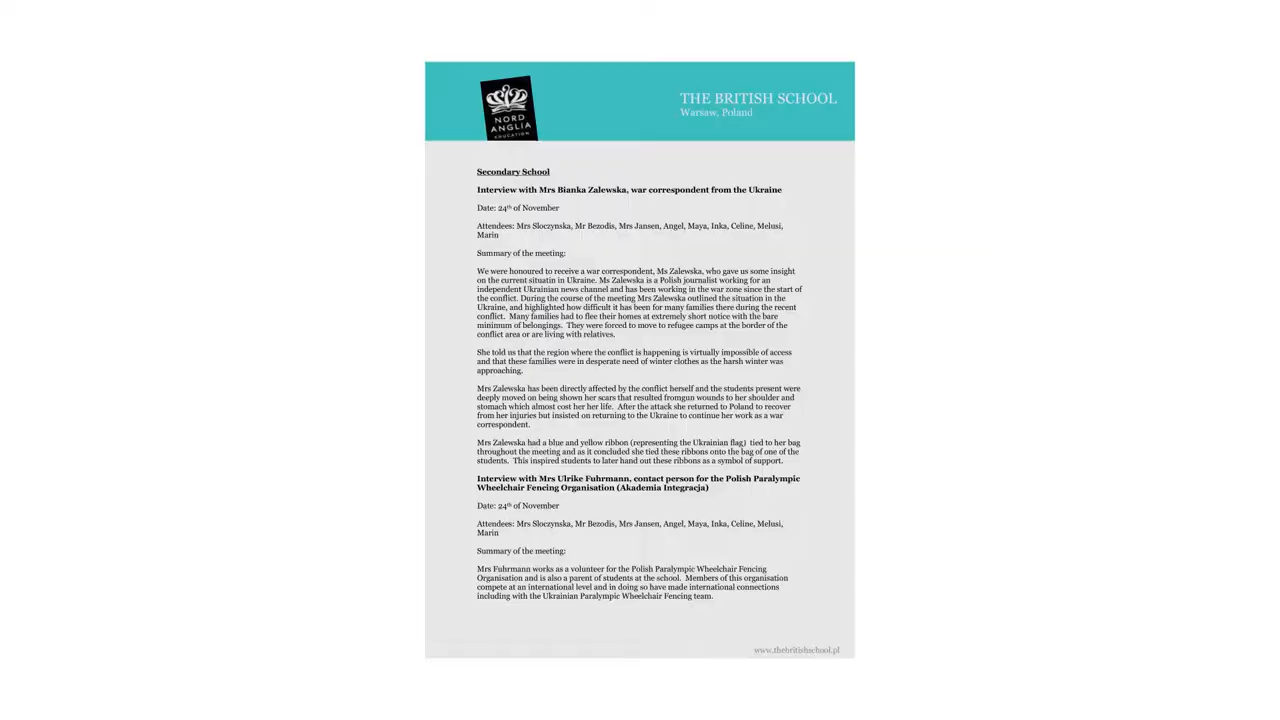 NORD
ANGLIA
EDUCATION
THE BRITISH SCHOOL
Warsaw, Poland
Secondary School
Interview with Mrs Bianka Zalewska, war correspondent from the Ukraine
Date: 24th of November
Attendees: Mrs Sloczynska, Mr Bezodis, Mrs Jansen, Angel, Maya, Inka, Celine, Melusi,
Marin
Summary of the meeting:
We were honoured to receive a war correspondent, Ms Zalewska, who gave us some insight
on the current situatin in Ukraine. Ms Zalewska is a Polish journalist working for an
independent Ukrainian news channel and has been working in the war zone since the start of
the conflict. During the course of the meeting Mrs Zalewska outlined the situation in the
Ukraine, and highlighted how difficult it has been for many families there during the recent
conflict. Many families had to flee their homes at extremely short notice with the bare
minimum of belongings. They were forced to move to refugee camps at the border of the
conflict area or are living with relatives.
She told us that the region where the conflict is happening is virtually impossible of access
and that these families were in desperate need of winter clothes as the harsh winter was
approaching.
Mrs Zalewska has been directly affected by the conflict herself and the students present were
deeply moved on being shown her scars that resulted fromgun wounds to her shoulder and
stomach which almost cost her her life. After the attack she returned to Poland to recover
from her injuries but insisted on returning to the Ukraine to continue her work as a war
correspondent.
Mrs Zalewska had a blue and yellow ribbon (representing the Ukrainian flag) tied to her bag
throughout the meeting and as it concluded she tied these ribbons onto the bag of one of the
students. This inspired students to later hand out these ribbons as a symbol of support.
Interview with Mrs Ulrike Fuhrmann, contact person for the Polish Paralympic
Wheelchair Fencing Organisation (Akademia Integracja)
Date: 24th of November
Attendees: Mrs Sloczynska, Mr Bezodis, Mrs Jansen, Angel, Maya, Inka, Celine, Melusi,
Marin
Summary of the meeting:
Mrs Fuhrmann works as a volunteer for the Polish Paralympic Wheelchair Fencing
Organisation and is also a parent of students at the school. Members of this organisation
compete at an international level and in doing so have made international connections
including with the Ukrainian Paralympic Wheelchair Fencing team.
www.thebritishschool.pl